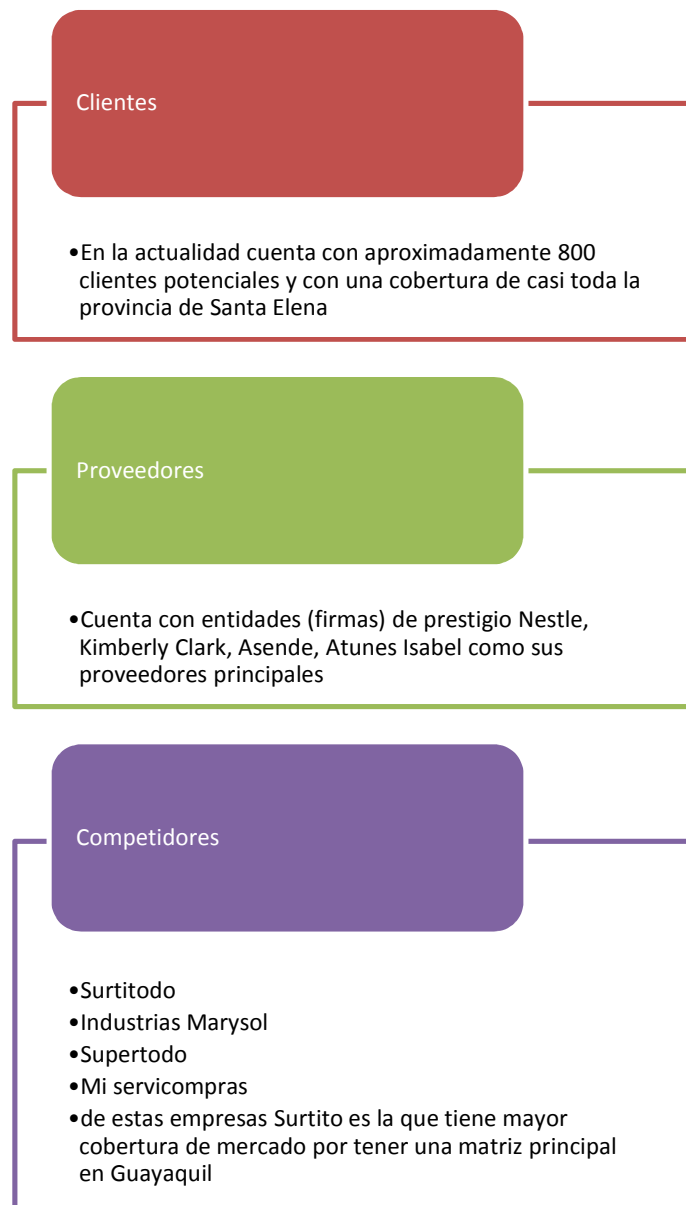 Clientes
•En la actualidad cuenta con aproximadamente 800
clientes potenciales y con una cobertura de casi toda la
provincia de Santa Elena
Proveedores
•Cuenta con entidades (firmas) de prestigio Nestle,
Kimberly Clark, Asende, Atunes Isabel como sus
proveedores principales
Competidores
•Surtitodo
•Industrias Marysol
•Supertodo
•Mi servicompras
•de estas empresas Surtito es la que tiene mayor
cobertura de mercado por tener una matriz principal
en Guayaquil